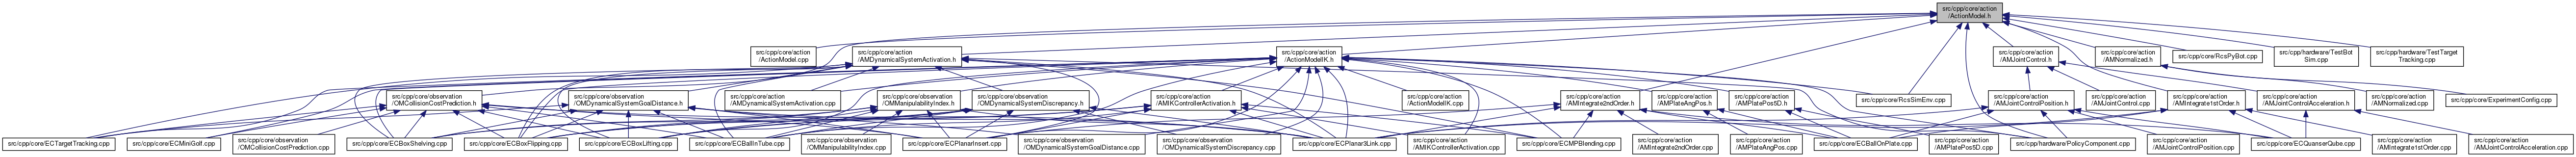 src/cpp/core/action
/ActionModel.h
src/cpp/core/action
/ActionModel.cpp
src/cpp/core/action
/AMDynamicalSystemActivation.h
src/cpp/core/action
/ActionModelIK.h
src/cpp/core/action
/AMJointControl.h
src/cpp/core/action
/AMNormalized.h
src/cpp/core/RcsPyBot.cpp
src/cpp/hardware/TestBot
Sim.cpp
src/cpp/hardware/TestTarget
Tracking.cpp
src/cpp/core/observation
/OMCollisionCostPrediction.h
src/cpp/core/observation
/OMDynamicalSystemGoalDistance.h
src/cpp/core/action
/AMDynamicalSystemActivation.cpp
src/cpp/core/observation
/OMManipulabilityIndex.h
src/cpp/core/observation
/OMDynamicalSystemDiscrepancy.h
src/cpp/core/action
/AMIKControllerActivation.h
src/cpp/core/action
/ActionModelIK.cpp
src/cpp/core/action
/AMIntegrate2ndOrder.h
src/cpp/core/action
/AMPlateAngPos.h
src/cpp/core/action
/AMPlatePos5D.h
src/cpp/core/RcsSimEnv.cpp
src/cpp/core/action
/AMJointControlPosition.h
src/cpp/core/action
/AMJointControl.cpp
src/cpp/core/action
/AMIntegrate1stOrder.h
src/cpp/core/action
/AMJointControlAcceleration.h
src/cpp/core/action
/AMNormalized.cpp
src/cpp/core/ExperimentConfig.cpp
src/cpp/core/ECTargetTracking.cpp
src/cpp/core/ECMiniGolf.cpp
src/cpp/core/observation
/OMCollisionCostPrediction.cpp
src/cpp/core/ECBoxShelving.cpp
src/cpp/core/ECBoxFlipping.cpp
src/cpp/core/ECBoxLifting.cpp
src/cpp/core/ECBallInTube.cpp
src/cpp/core/observation
/OMManipulabilityIndex.cpp
src/cpp/core/ECPlanarInsert.cpp
src/cpp/core/observation
/OMDynamicalSystemGoalDistance.cpp
src/cpp/core/observation
/OMDynamicalSystemDiscrepancy.cpp
src/cpp/core/ECPlanar3Link.cpp
src/cpp/core/action
/AMIKControllerActivation.cpp
src/cpp/core/ECMPBlending.cpp
src/cpp/core/action
/AMIntegrate2ndOrder.cpp
src/cpp/core/action
/AMPlateAngPos.cpp
src/cpp/core/ECBallOnPlate.cpp
src/cpp/core/action
/AMPlatePos5D.cpp
src/cpp/hardware/PolicyComponent.cpp
src/cpp/core/action
/AMJointControlPosition.cpp
src/cpp/core/ECQuanserQube.cpp
src/cpp/core/action
/AMIntegrate1stOrder.cpp
src/cpp/core/action
/AMJointControlAcceleration.cpp